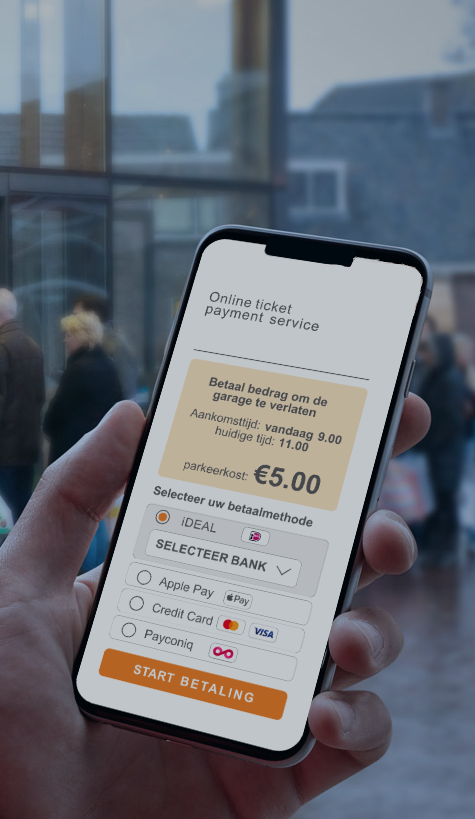 Online ticket
payment service
Betaal bedrag om de
garage te verlaten
Aankomsttijd: vandaag 9.00
huidige tijd: 11.00
parkeerkost: €5.00
Selecteer uw betaalmethode
iDEAL
SELECTEER BANK
Apple Pay Pay
Credit Card VISA
Payconiq
START BETALING